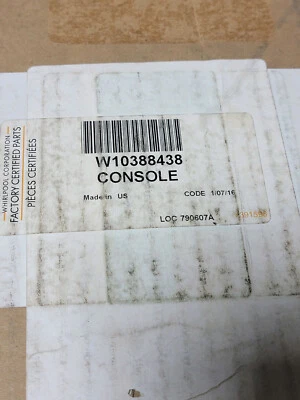 WHIRLPOOL CORPORATION
FACTORY CERTIFIED PARTS
PIÈCES CERTIFIÉES
W10388438
CONSOLE
Made in US
CODE 1/07/16
LOC 790607A